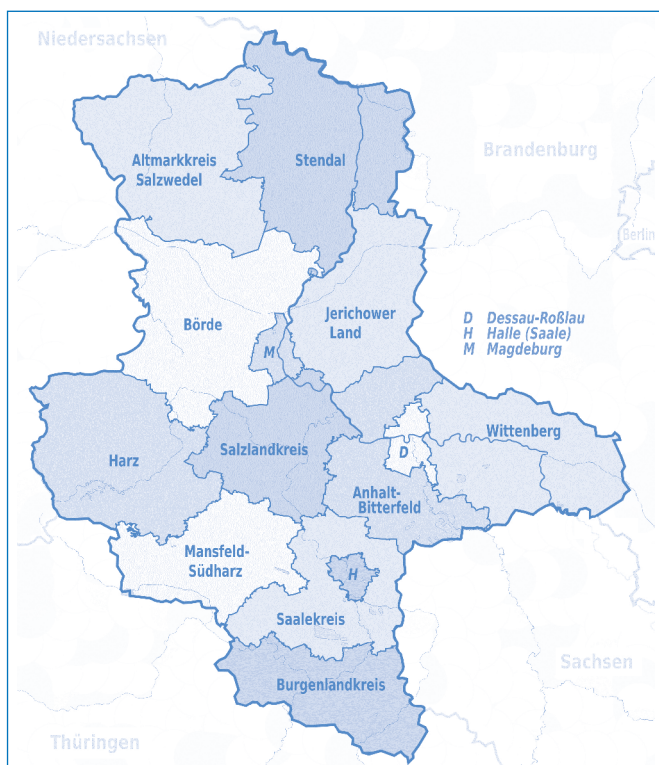 Niedersachsen
Altmarkkreis
Salzwedel
Stendal
Brandenburg
Berlin
Börde
Jerichower
Land
M
D Dessau-Roßlau
H Halle (Saale)
M Magdeburg
Harz
Salzlandkreis
Wittenberg
D
Anhalt-
Bitterfeld
Mansfeld-
Südharz
H
Saalekreis
Sachsen
Burgenlandkreis
Thüringen